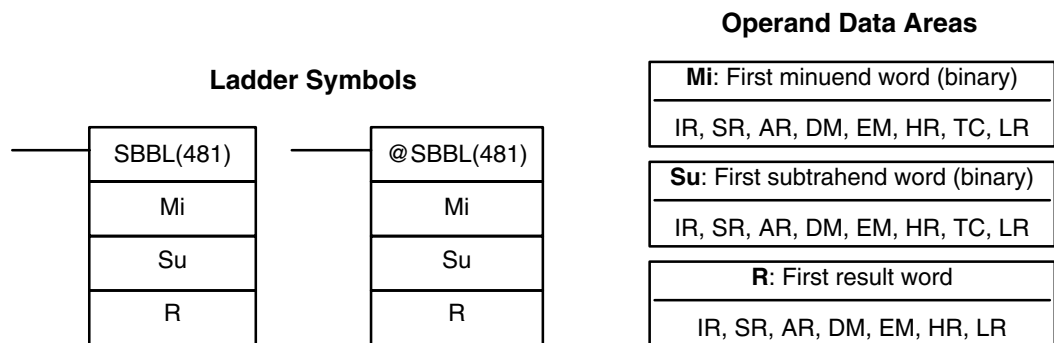 Operand Data Areas
Ladder Symbols
SBBL(481)
Mi
Su
R
@SBBL(481)
Mi
Su
R
Mi: First minuend word (binary)
IR, SR, AR, DM, EM, HR, TC, LR
Su: First subtrahend word (binary)
IR, SR, AR, DM, EM, HR, TC, LR
R: First result word
IR, SR, AR, DM, EM, HR, LR